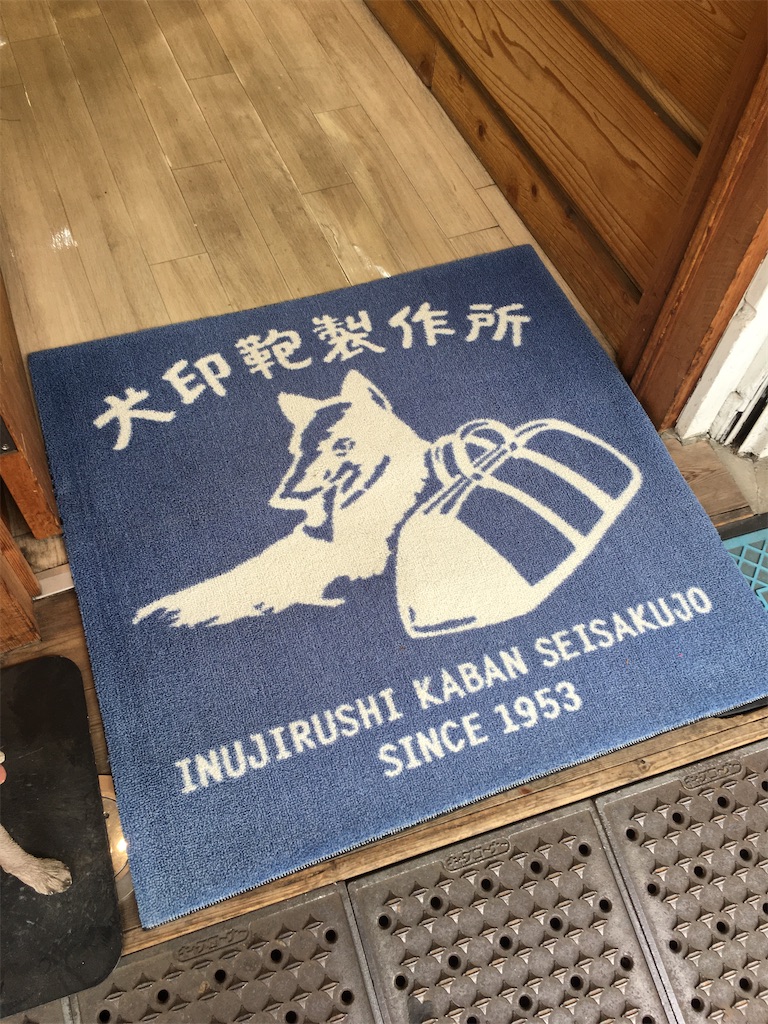 犬印鞄製作所
INUJIRUSHI KABAN SEISAKUJO
SINCE 1953